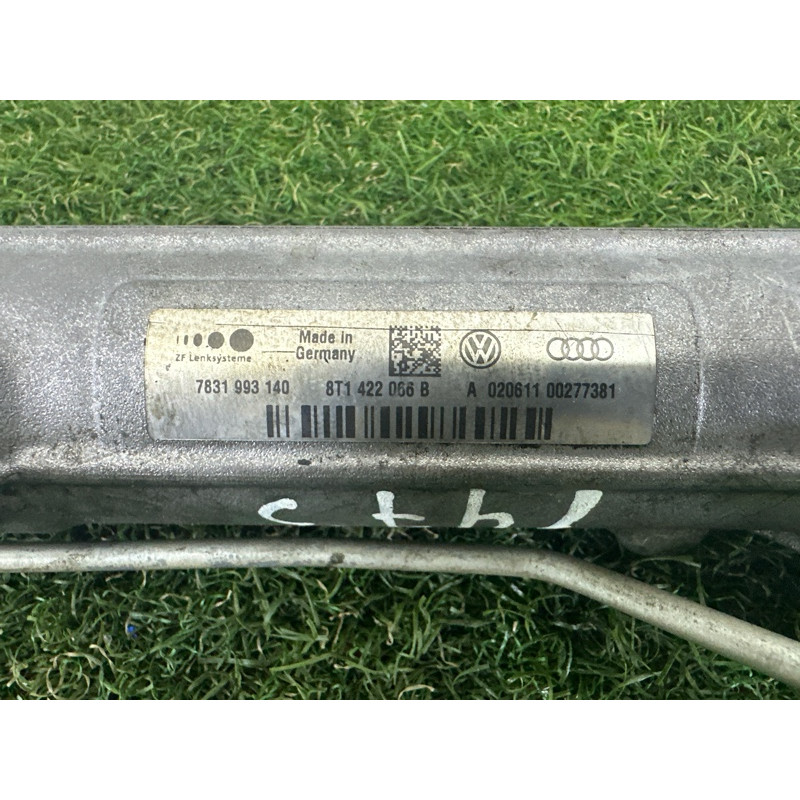 Made in
Germany
ZF Lenksysteme
7831 993 140 8T1 422 066 B A 020611 00277381